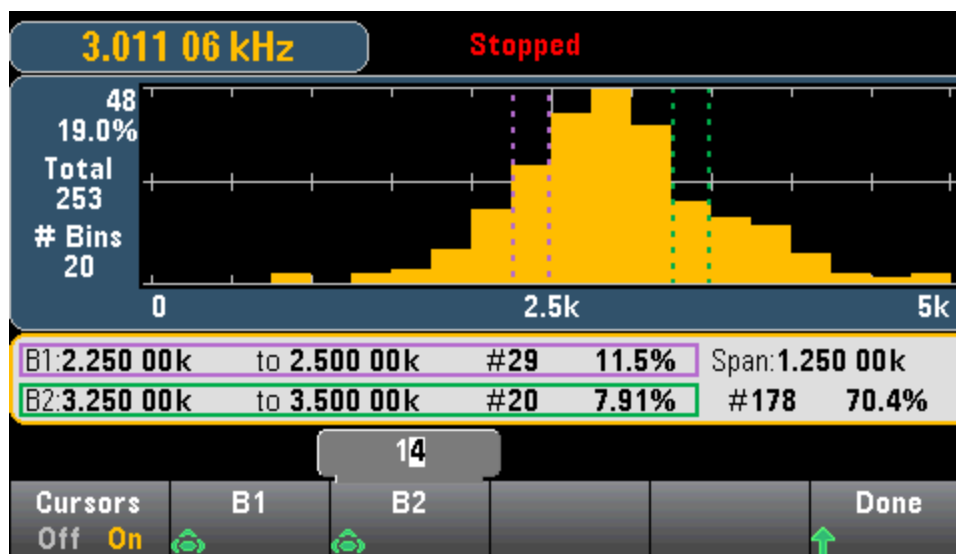 3.011 06 kHz
Stopped
48
19.0%
Total
253
# Bins
20
0 2.5k 5k
B1:2.250 00k to 2.500 00k #29 11.5% Span:1.250 00k
B2:3.250 00k to 3.500 00k #20 7.91% #178 70.4%
14
Cursors B1 B2 Done
Off On